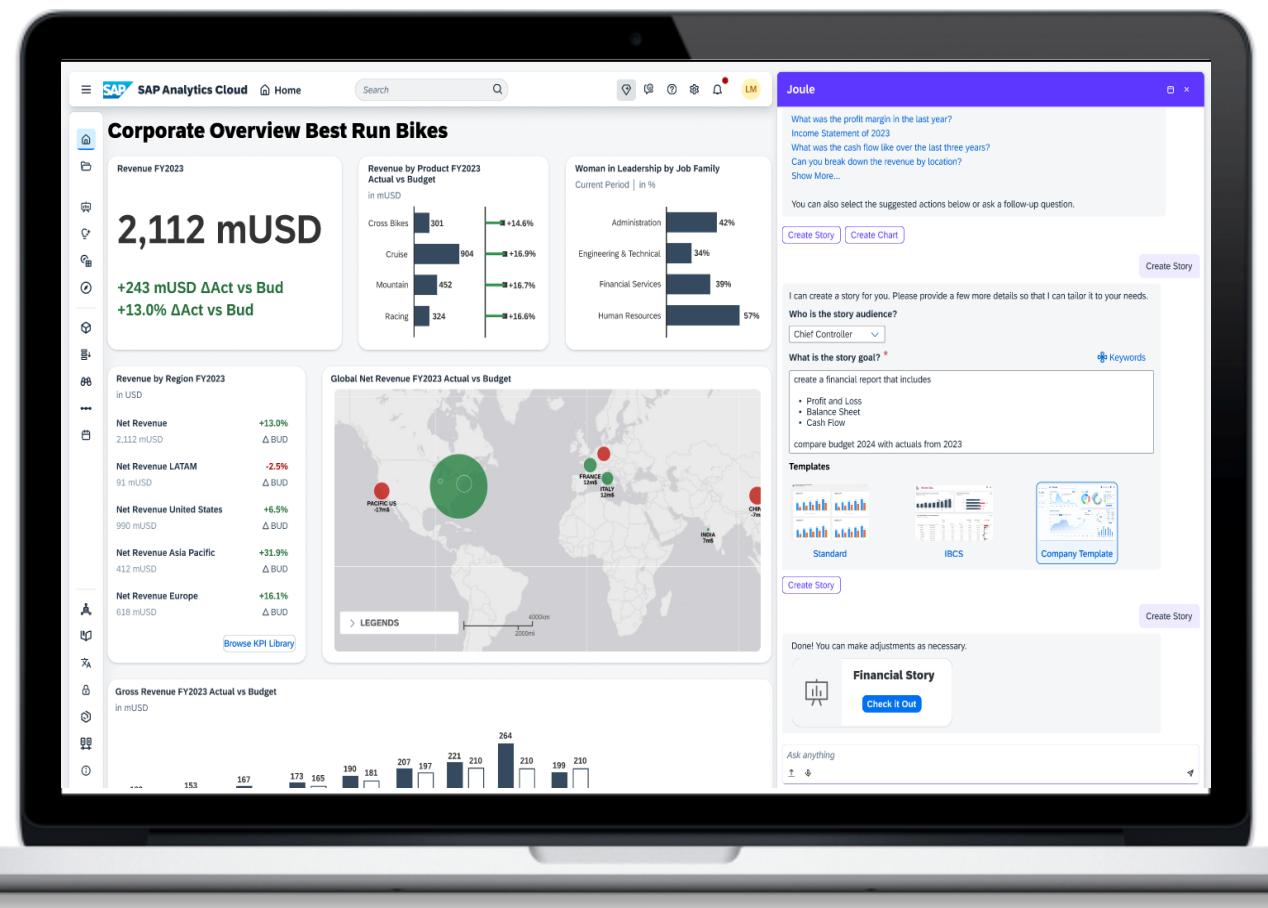 SAP SAP Analytics Cloud Home
Search
LM
Corporate Overview Best Run Bikes
Revenue FY2023
2,112 mUSD
+243 mUSD ΔAct vs Bud
+13.0% ΔAct vs Bud
Revenue by Product FY2023
Actual vs Budget
in mUSD
Cross Bikes 301 +14.6%
Cruise 904 +16.9%
Mountain 452 +16.7%
Racing 324 +16.6%
Woman in Leadership by Job Family
Current Period | in %
Administration 42%
Engineering & Technical 34%
Financial Services 39%
Human Resources 57%
Revenue by Region FY2023
in USD
Net Revenue +13.0%
2,112 mUSD Δ BUD
Net Revenue LATAM -2.5%
91 mUSD Δ BUD
Net Revenue United States +6.5%
990 mUSD Δ BUD
Net Revenue Asia Pacific +31.9%
412 mUSD Δ BUD
Net Revenue Europe +16.1%
618 mUSD Δ BUD
Browse KPI Library
Global Net Revenue FY2023 Actual vs Budget
PACIFIC US
-17m$
FRANCE
12m$
ITALY
12m$
INDIA
7m$
CHIN
-7m
LEGENDS
4000km
2000mi
Gross Revenue FY2023 Actual vs Budget
in mUSD
153
167
173 165
190 181
207 197
221 210
264 210
199 210
Joule
What was the profit margin in the last year?
Income Statement of 2023
What was the cash flow like over the last three years?
Can you break down the revenue by location?
Show More...
You can also select the suggested actions below or ask a follow-up question.
Create Story Create Chart
Create Story
I can create a story for you. Please provide a few more details so that I can tailor it to your needs.
Who is the story audience?
Chief Controller
What is the story goal? * Keywords
create a financial report that includes
• Profit and Loss
• Balance Sheet
• Cash Flow
compare budget 2024 with actuals from 2023
Templates
Standard IBCS Company Template
Create Story
Create Story
Done! You can make adjustments as necessary.
Financial Story
Check it Out
Ask anything